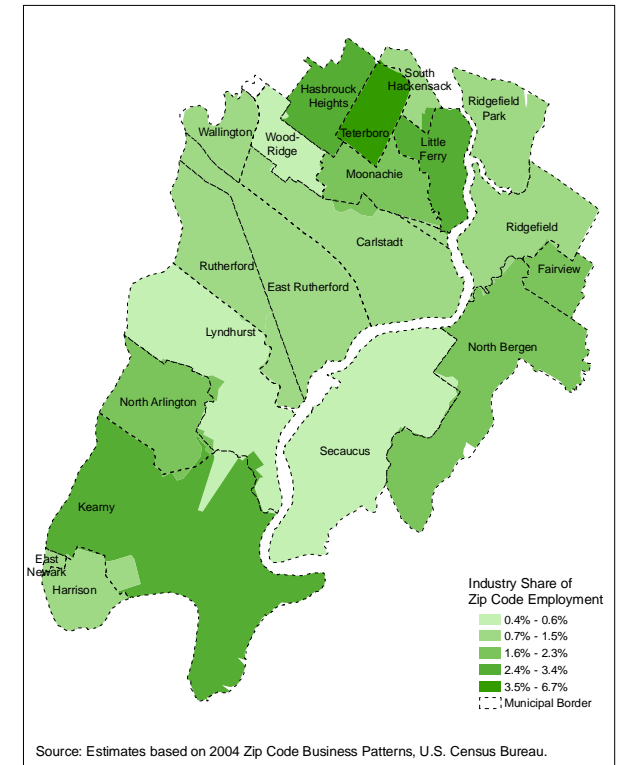 South
Hackensack
Hasbrouck
Heights
Ridgefield
Park
Wallington
Wood-
Ridge
Teterboro
Little
Ferry
Moonachie
Ridgefield
Carlstadt
Fairview
Rutherford
East Rutherford
Lyndhurst
North Bergen
North Arlington
Secaucus
Kearny
East
Newark
Harrison
Industry Share of
Zip Code Employment
0.4% - 0.6%
0.7% - 1.5%
1.6% - 2.3%
2.4% - 3.4%
3.5% - 6.7%
Municipal Border
Source: Estimates based on 2004 Zip Code Business Patterns, U.S. Census Bureau.